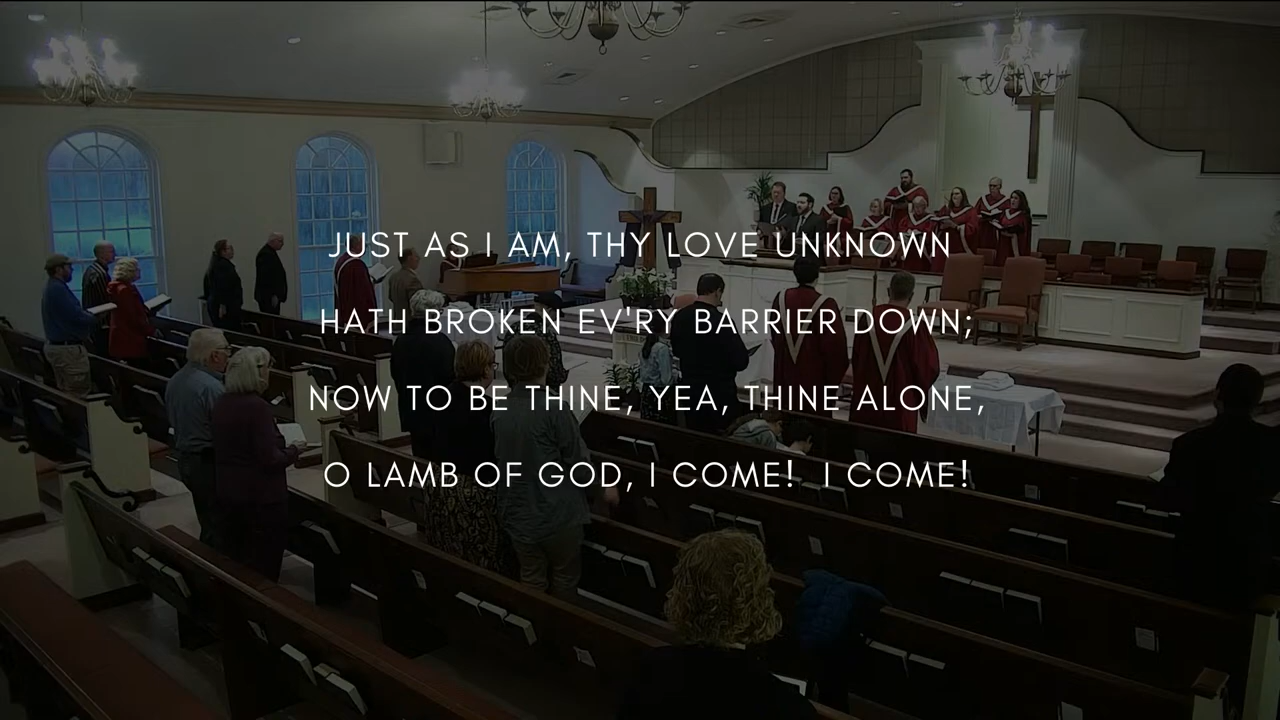 JUST AS I AM, THY LOVE UNKNOWN
HATH BROKEN EV'RY BARRIER DOWN;
NOW TO BE THINE, YEA, THINE ALONE,
O LAMB OF GOD, I COME!  I COME!